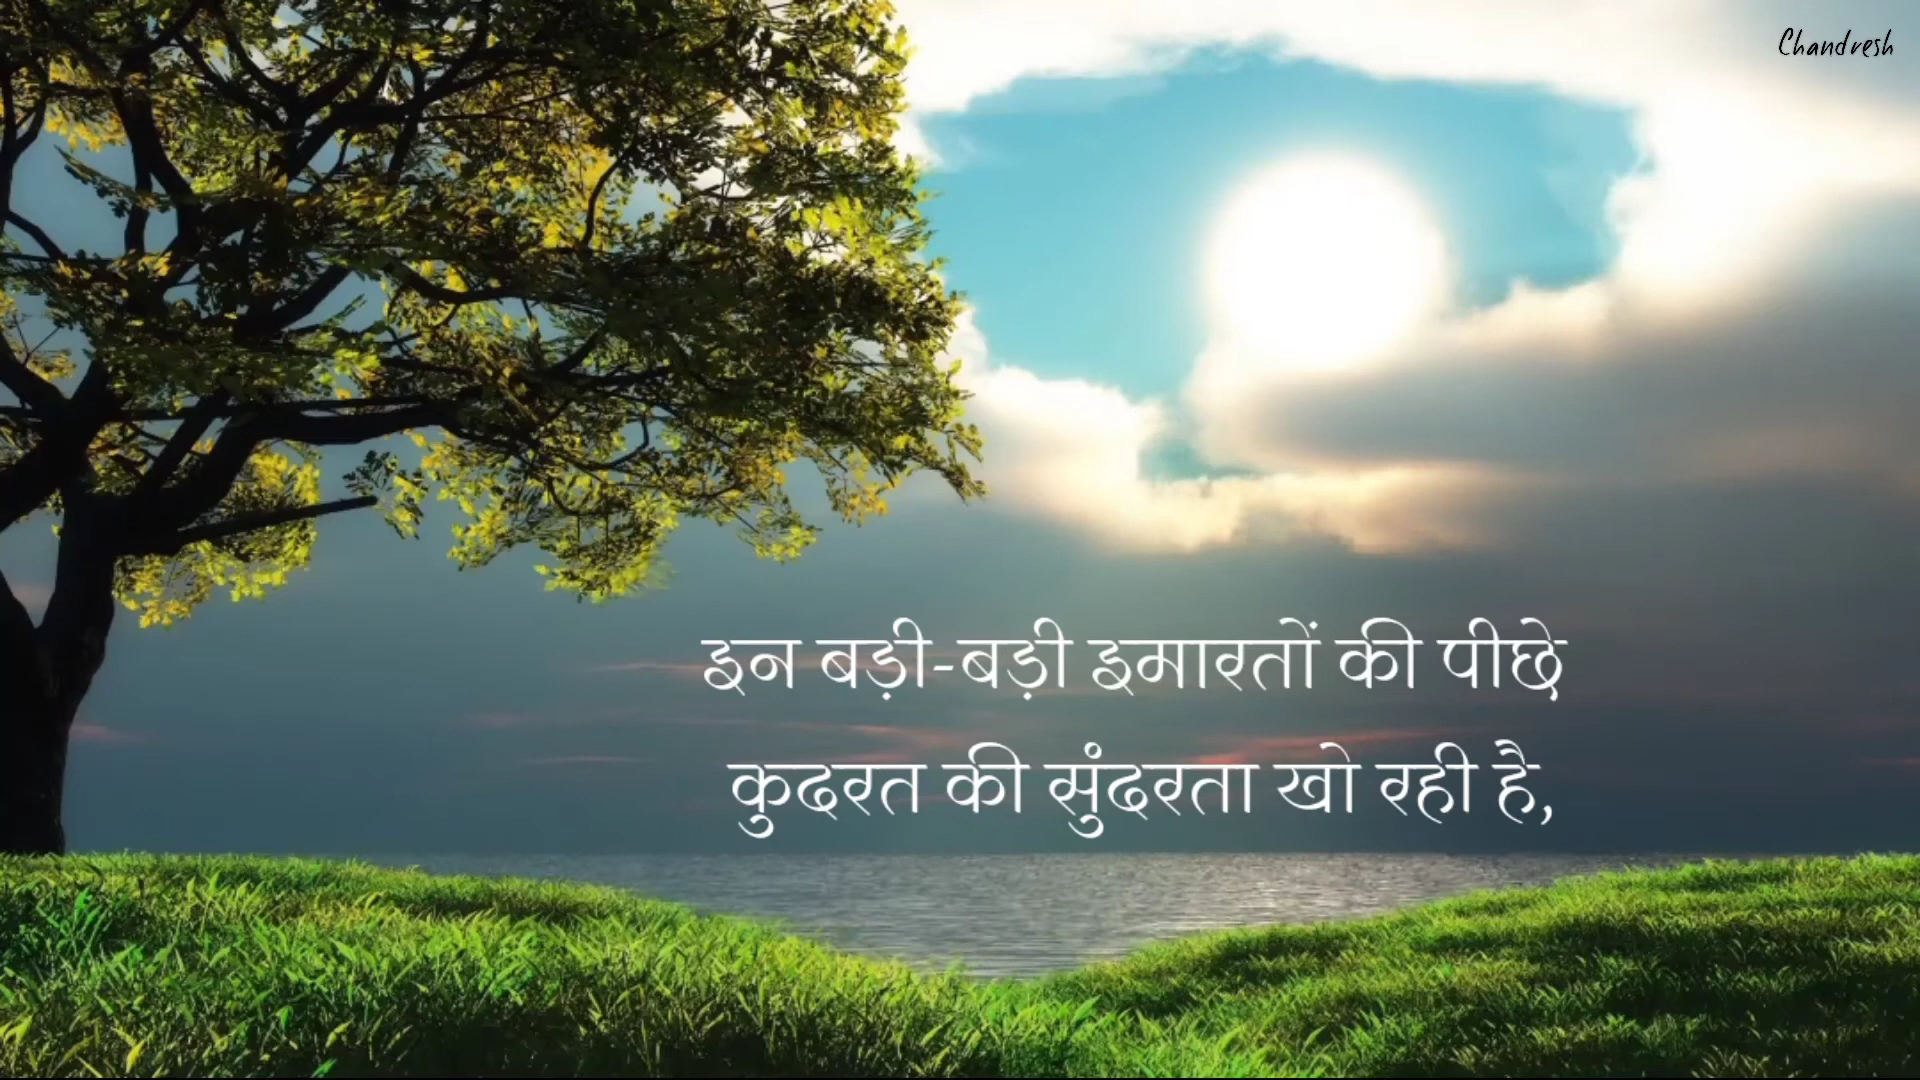 Chandresh
इन बड़ी-बड़ी इमारतों की पीछे
कुदरत की सुंदरता खो रही है,